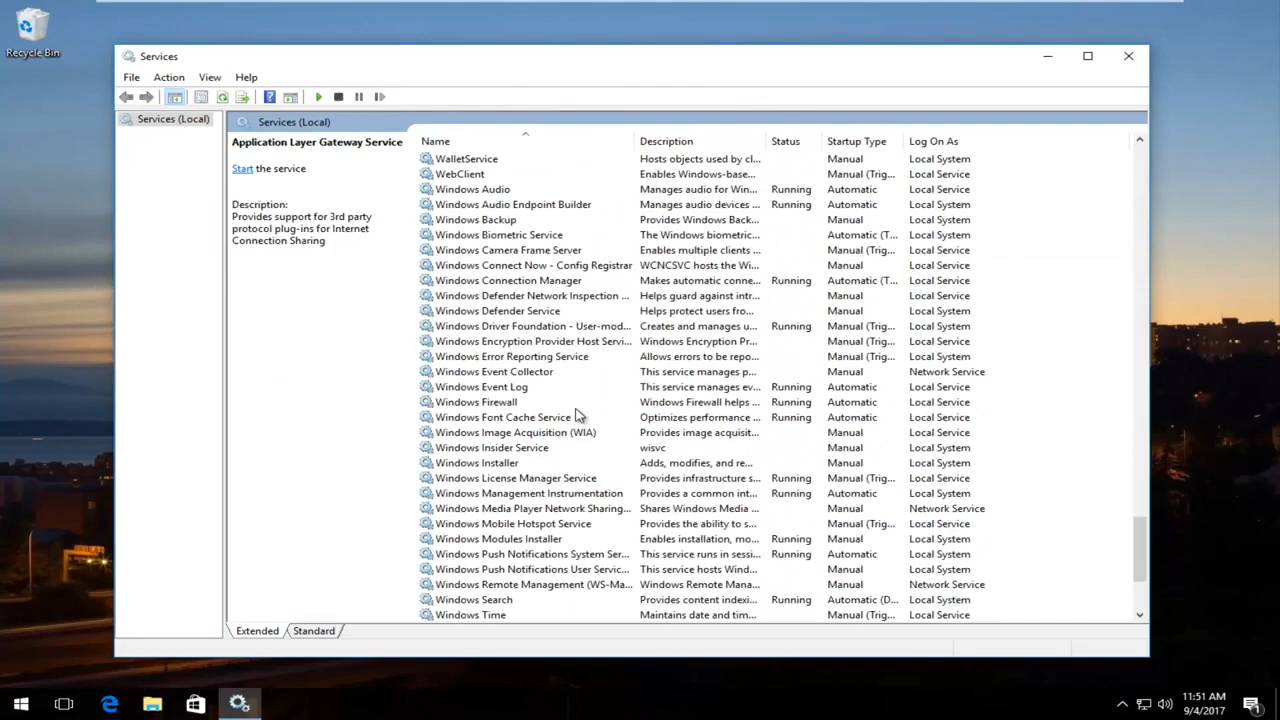 Recycle Bin
Services
File Action View Help
Services (Local)
Services (Local)
Application Layer Gateway Service
Start the service
Description:
Provides support for 3rd party
protocol plug-ins for Internet
Connection Sharing
Name Description Status Startup Type Log On As
WalletService Hosts objects used by cl... Manual Local System
WebClient Enables Windows-base... Manual (Trig... Local Service
Windows Audio Manages audio for Win... Running Automatic Local Service
Windows Audio Endpoint Builder Manages audio devices ... Running Automatic Local System
Windows Backup Provides Windows Back... Manual Local System
Windows Biometric Service The Windows biometric... Automatic (T... Local System
Windows Camera Frame Server Enables multiple clients ... Manual (Trig... Local Service
Windows Connect Now - Config Registrar WCNCSVC hosts the Wi... Manual Local Service
Windows Connection Manager Makes automatic conne... Running Automatic (T... Local Service
Windows Defender Network Inspection ... Helps guard against intr... Manual Local Service
Windows Defender Service Helps protect users fro... Manual Local System
Windows Driver Foundation - User-mod... Creates and manages u... Running Manual (Trig... Local System
Windows Encryption Provider Host Servi... Windows Encryption Pr... Manual (Trig... Local Service
Windows Error Reporting Service Allows errors to be repo... Manual (Trig... Local System
Windows Event Collector This service manages p... Manual Network Service
Windows Event Log This service manages ev... Running Automatic Local Service
Windows Firewall Windows Firewall helps ... Running Automatic Local Service
Windows Font Cache Service Optimizes performance ... Running Automatic Local Service
Windows Image Acquisition (WIA) Provides image acquisit... Manual Local Service
Windows Insider Service wisvc Manual Local System
Windows Installer Adds, modifies, and re... Manual Local System
Windows License Manager Service Provides infrastructure s... Running Manual (Trig... Local Service
Windows Management Instrumentation Provides a common int... Running Automatic Local System
Windows Media Player Network Sharing... Shares Windows Media ... Manual Network Service
Windows Mobile Hotspot Service Provides the ability to s... Manual (Trig... Local Service
Windows Modules Installer Enables installation, mo... Running Manual Local System
Windows Push Notifications System Ser... This service runs in sessi... Running Automatic Local System
Windows Push Notifications User Servic... This service hosts Wind... Manual Local System
Windows Remote Management (WS-Ma... Windows Remote Mana... Manual Network Service
Windows Search Provides content indexi... Running Automatic (D... Local System
Windows Time Maintains date and tim... Manual (Trig... Local Service
Extended Standard
11:51 AM
9/4/2017
1